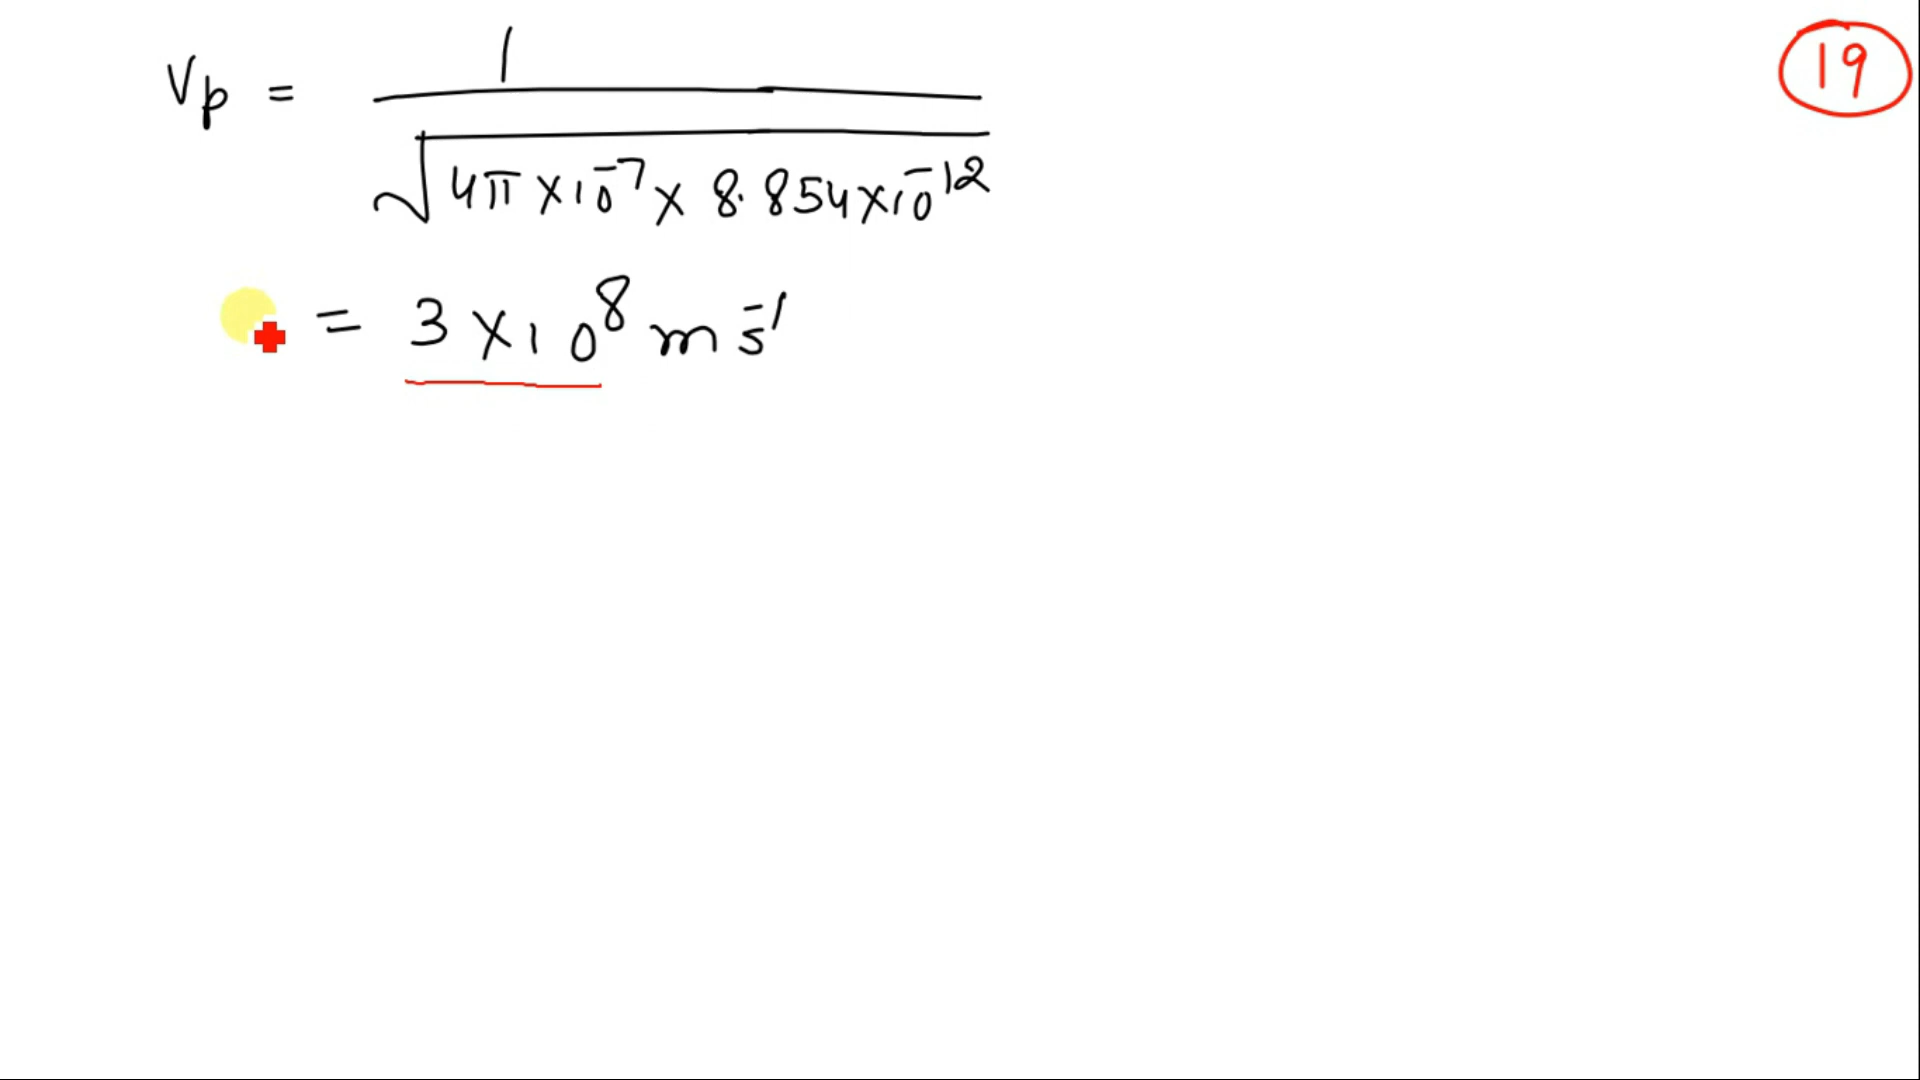 19
Vp = 1 / √(4π × 10⁻⁷ × 8.854 × 10⁻¹²)
= 3 × 10⁸ m s⁻¹